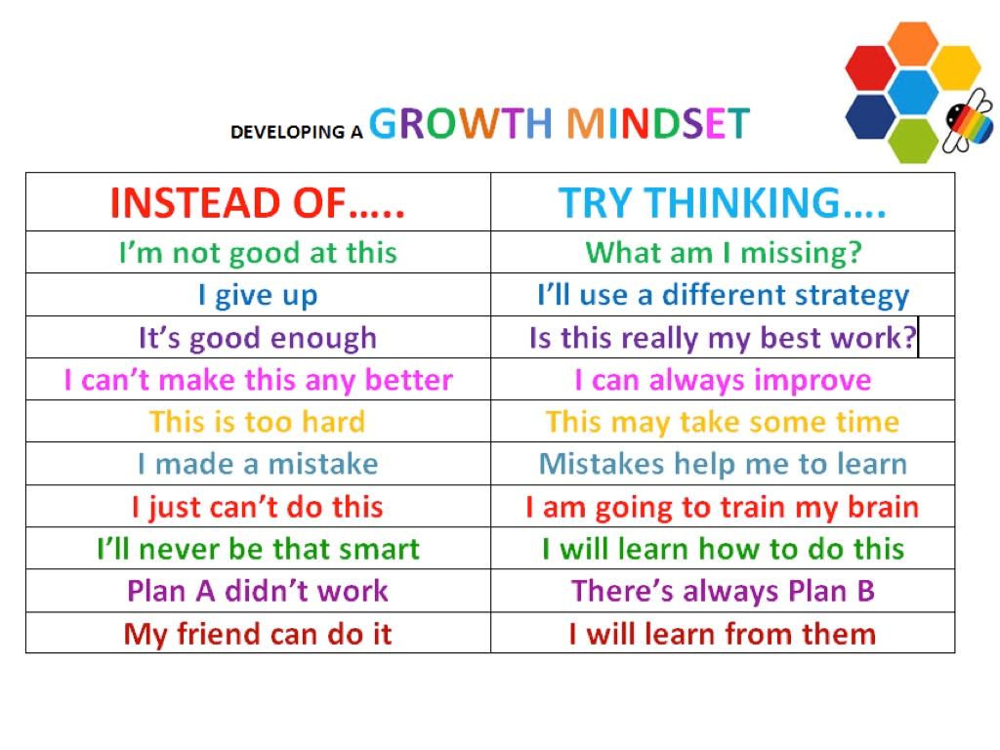 DEVELOPING A GROWTH MINDSET
INSTEAD OF…..
TRY THINKING….
I’m not good at this
What am I missing?
I give up
I’ll use a different strategy
It’s good enough
Is this really my best work?
I can’t make this any better
I can always improve
This is too hard
This may take some time
I made a mistake
Mistakes help me to learn
I just can’t do this
I am going to train my brain
I’ll never be that smart
I will learn how to do this
Plan A didn’t work
There’s always Plan B
My friend can do it
I will learn from them